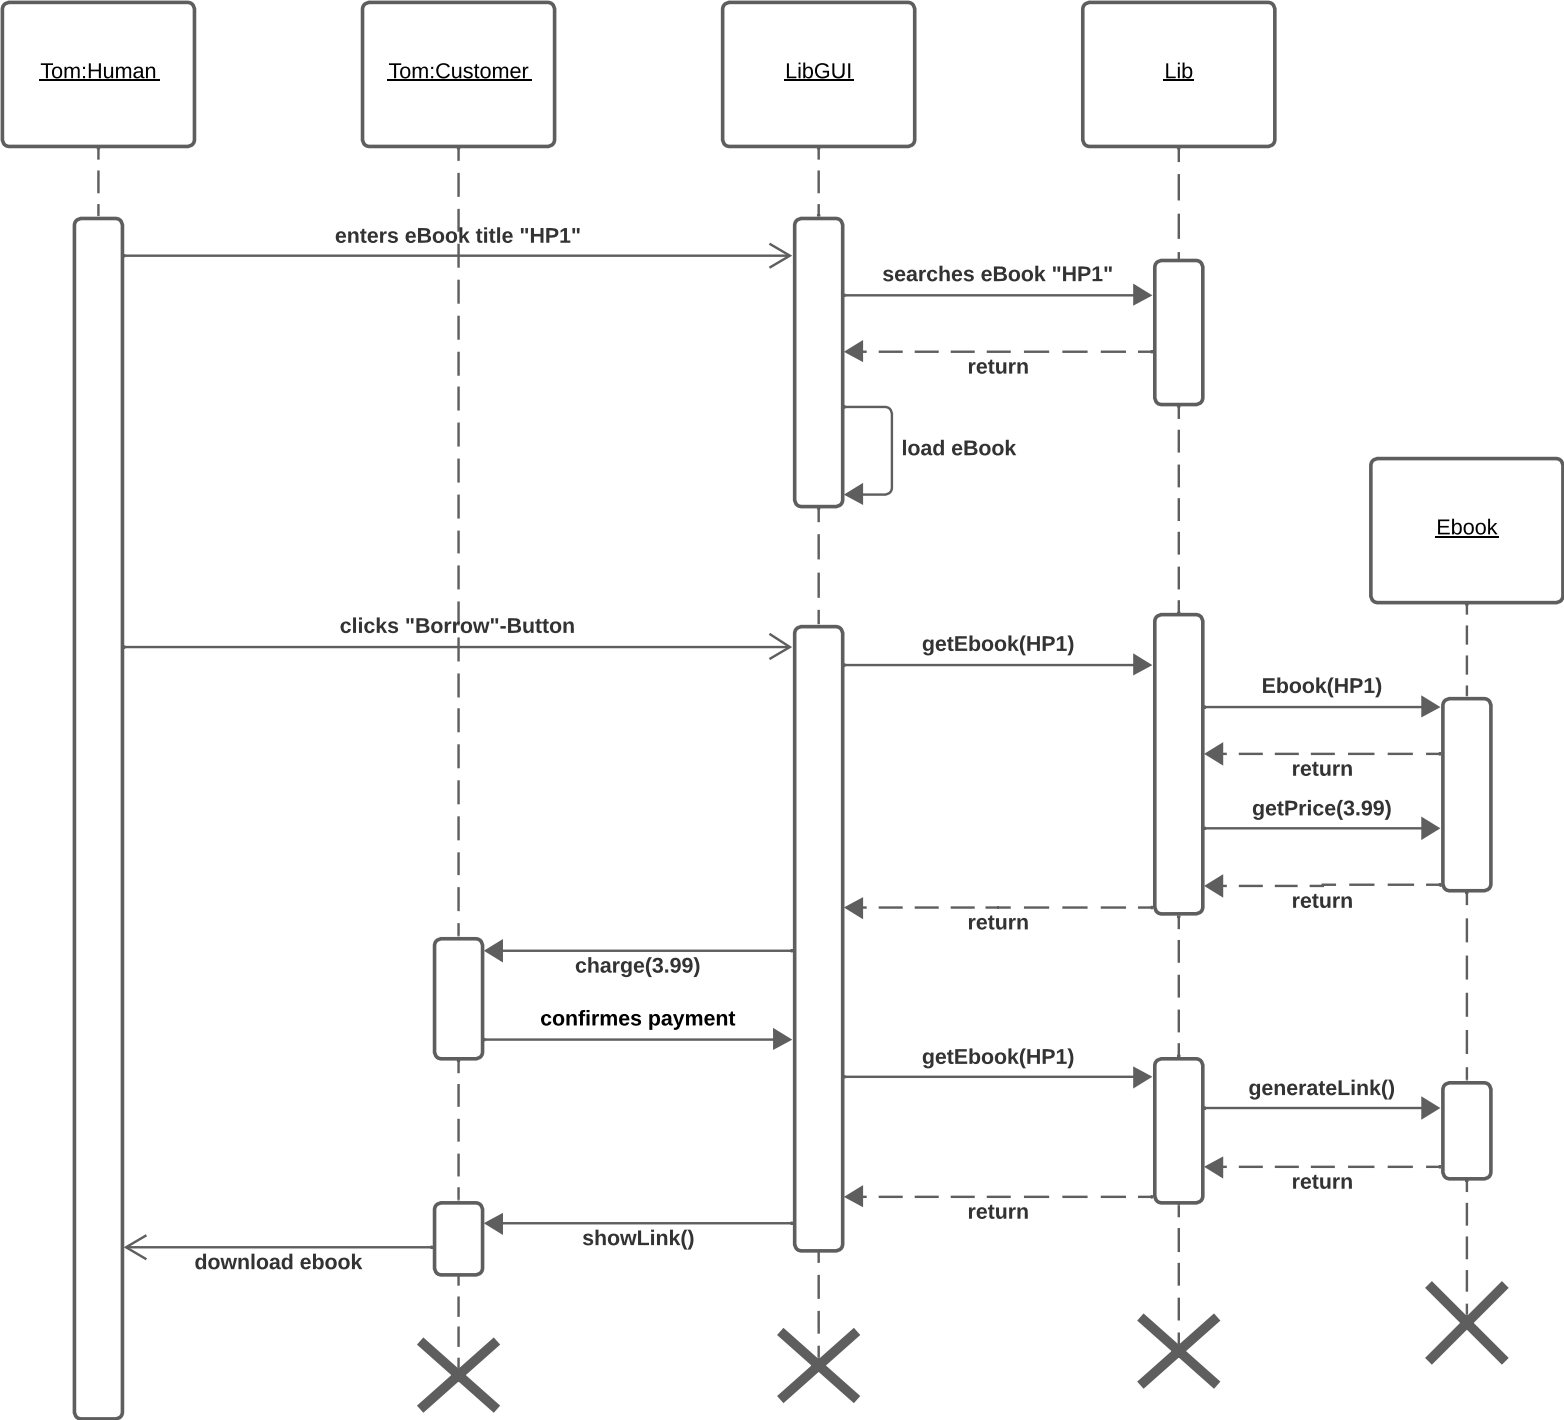 Tom:Human
Tom:Customer
LibGUI
Lib
enters eBook title "HP1"
searches eBook "HP1"
return
load eBook
Ebook
clicks "Borrow"-Button
getEbook(HP1)
Ebook(HP1)
return
getPrice(3.99)
return
return
charge(3.99)
confirmes payment
getEbook(HP1)
generateLink()
return
return
showLink()
download ebook